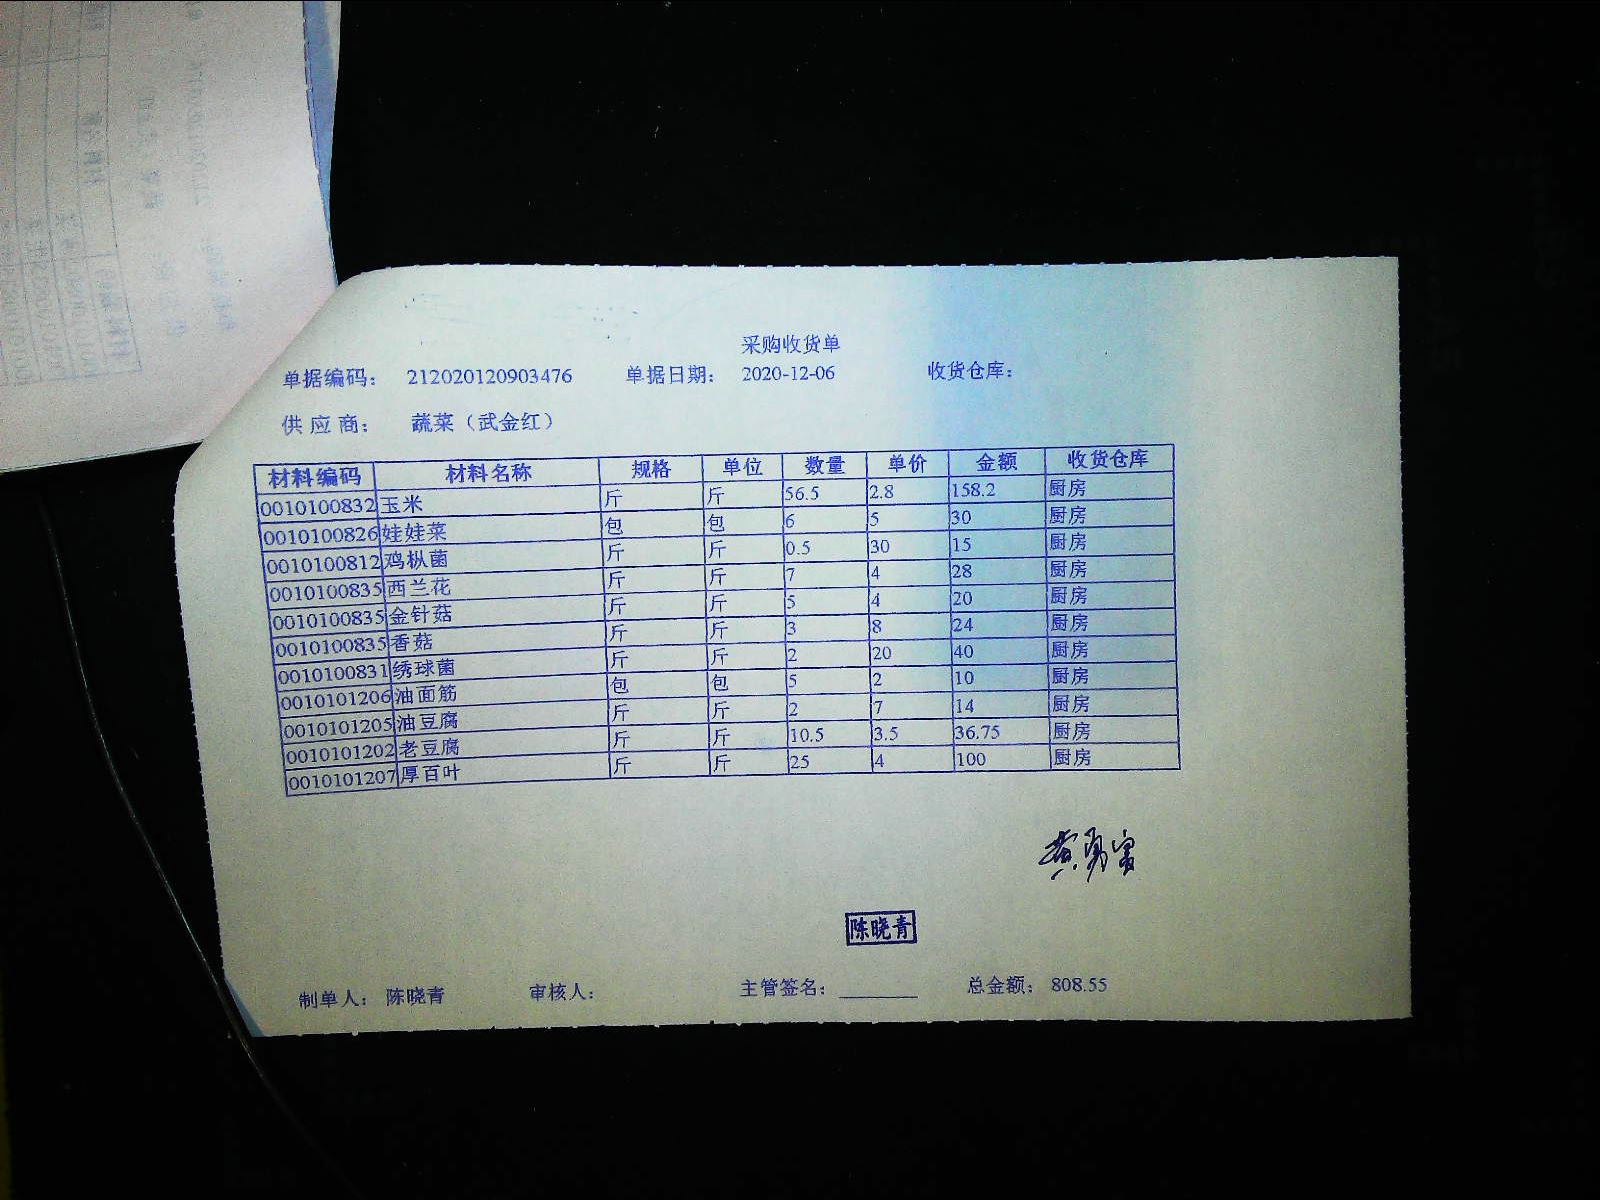 采购收货单
单据编码: 212020120903476 单据日期: 2020-12-06 收货仓库:
供应商: 蔬菜（武金红）
材料编码 材料名称 规格 单位 数量 单价 金额 收货仓库
0010100832 玉米 斤 斤 56.5 2.8 158.2 厨房
0010100826 娃娃菜 包 包 6 5 30 厨房
0010100812 鸡枞菌 斤 斤 0.5 30 15 厨房
0010100835 西兰花 斤 斤 7 4 28 厨房
0010100835 金针菇 斤 斤 5 4 20 厨房
0010100835 香菇 斤 斤 3 8 24 厨房
0010100831 绣球菌 斤 斤 2 20 40 厨房
0010101206 油面筋 包 包 5 2 10 厨房
0010101205 油豆腐 斤 斤 2 7 14 厨房
0010101202 老豆腐 斤 斤 10.5 3.5 36.75 厨房
0010101207 厚百叶 斤 斤 25 4 100 厨房
陈晓青
制单人: 陈晓青 审核人: 主管签名: 总金额: 808.55